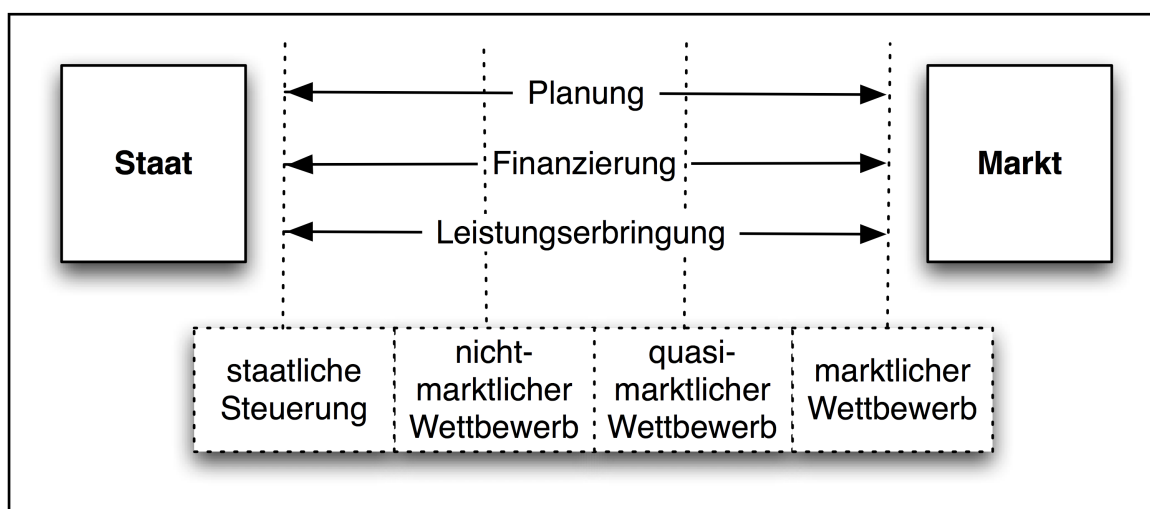 Staat
Planung
Finanzierung
Leistungserbringung
Markt
staatliche
Steuerung
nicht-
marktlicher
Wettbewerb
quasi-
marktlicher
Wettbewerb
marktlicher
Wettbewerb